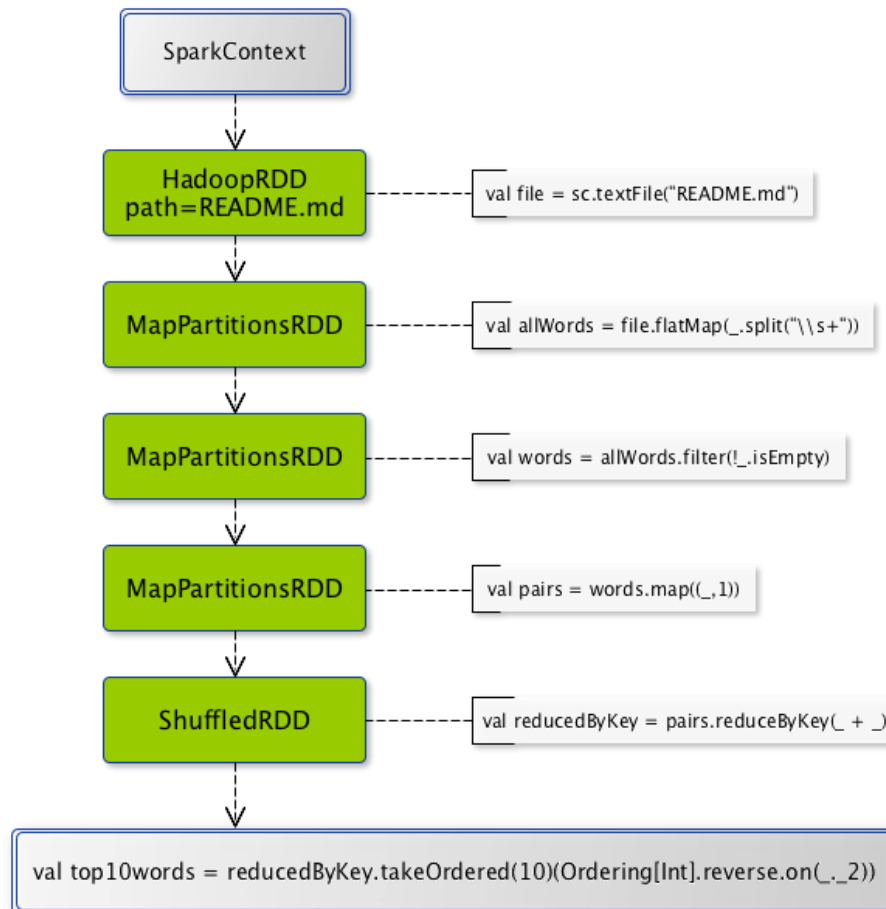 SparkContext
HadoopRDD
path=README.md
val file = sc.textFile("README.md")
MapPartitionsRDD
val allWords = file.flatMap(_.split("\\s+"))
MapPartitionsRDD
val words = allWords.filter(!_.isEmpty)
MapPartitionsRDD
val pairs = words.map((_,1))
ShuffledRDD
val reducedByKey = pairs.reduceByKey(_ + _)
val top10words = reducedByKey.takeOrdered(10)(Ordering[Int].reverse.on(_._2))